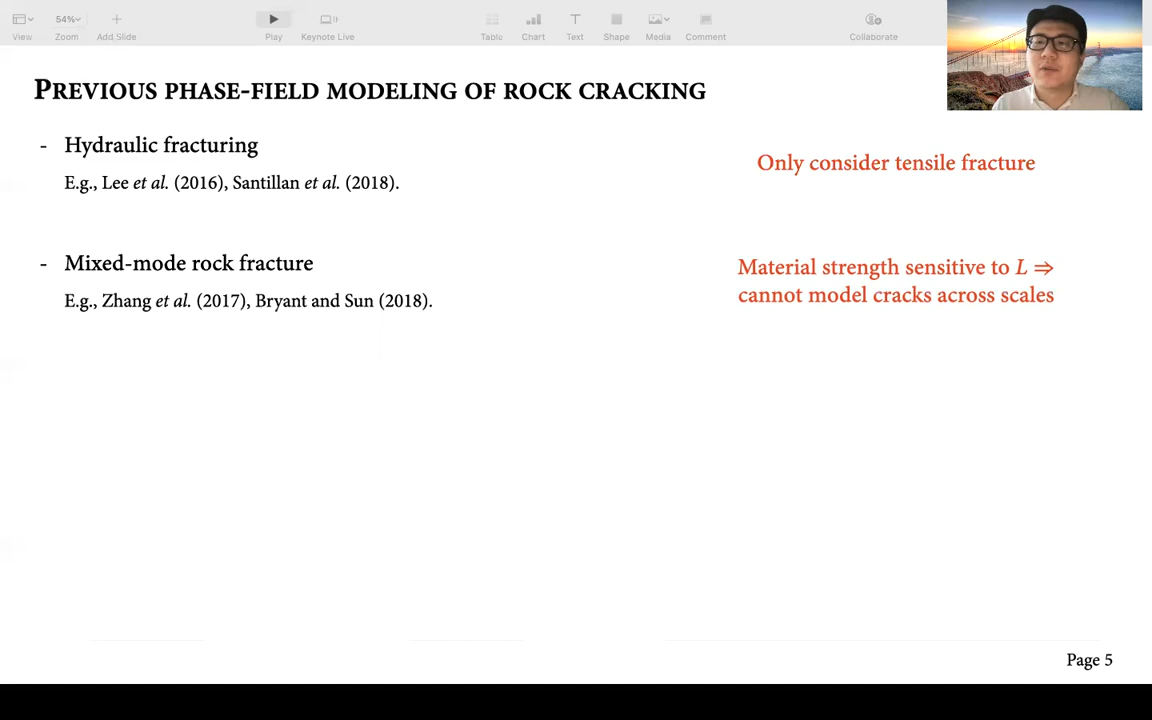 View
54%
Zoom
Add Slide
Play
Keynote Live
Table
Chart
Text
Shape
Media
Comment
Collaborate
PREVIOUS PHASE-FIELD MODELING OF ROCK CRACKING
- Hydraulic fracturing
E.g., Lee et al. (2016), Santillan et al. (2018).
Only consider tensile fracture
- Mixed-mode rock fracture
E.g., Zhang et al. (2017), Bryant and Sun (2018).
Material strength sensitive to L ⇒
cannot model cracks across scales
Page 5